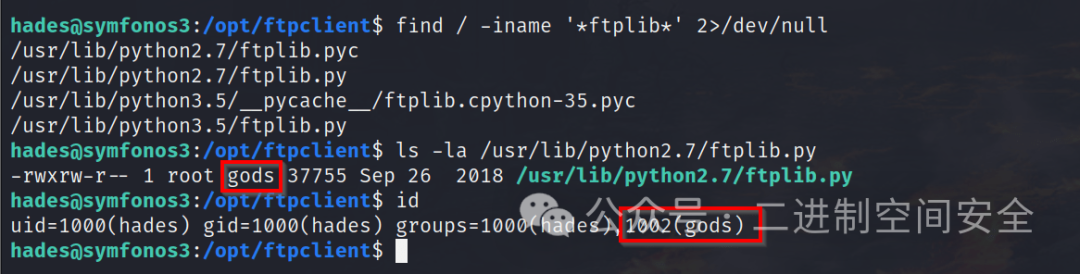 hades@symfonos3:/opt/ftpclient$ find / -iname '*ftplib*' 2>/dev/null
/usr/lib/python2.7/ftplib.pyc
/usr/lib/python2.7/ftplib.py
/usr/lib/python3.5/__pycache__/ftplib.cpython-35.pyc
/usr/lib/python3.5/ftplib.py
hades@symfonos3:/opt/ftpclient$ ls -la /usr/lib/python2.7/ftplib.py
-rwxrw-r-- 1 root gods 37755 Sep 26  2018 /usr/lib/python2.7/ftplib.py
hades@symfonos3:/opt/ftpclient$ id
uid=1000(hades) gid=1000(hades) groups=1000(hades),1002(gods)
公众号：二进制空间安全
hades@symfonos3:/opt/ftpclient$